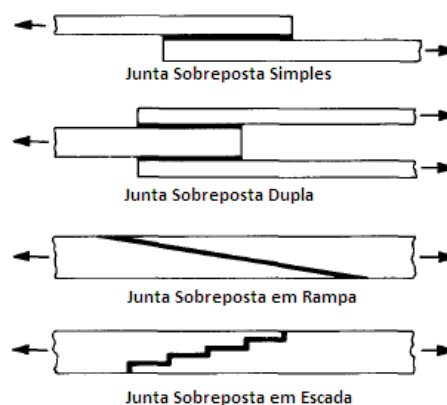 Junta Sobreposta Simples
Junta Sobreposta Dupla
Junta Sobreposta em Rampa
Junta Sobreposta em Escada